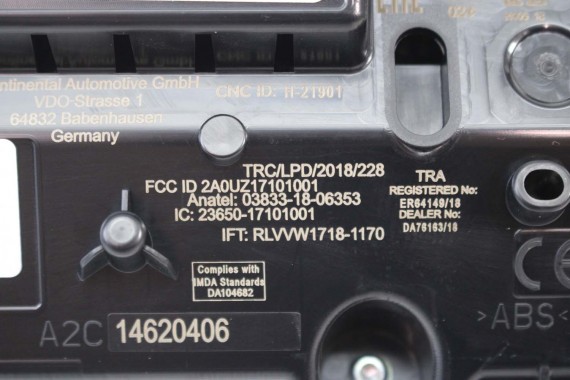 ntinental Automotive GmbH
VDO-Strasse 1
64832 Babenhausen
Germany
CNC ID: 1F-21901
TRC/LPD/2018/228
FCC ID 2A0UZ17101001
Anatel: 03833-18-06353
IC: 23650-17101001
IFT: RLVVW1718-1170
TRA
REGISTERED No:
ER64149/18
DEALER No:
DA76163/18
Complies with
IMDA Standards
DA104682
A2C 14620406
CE
>ABS<